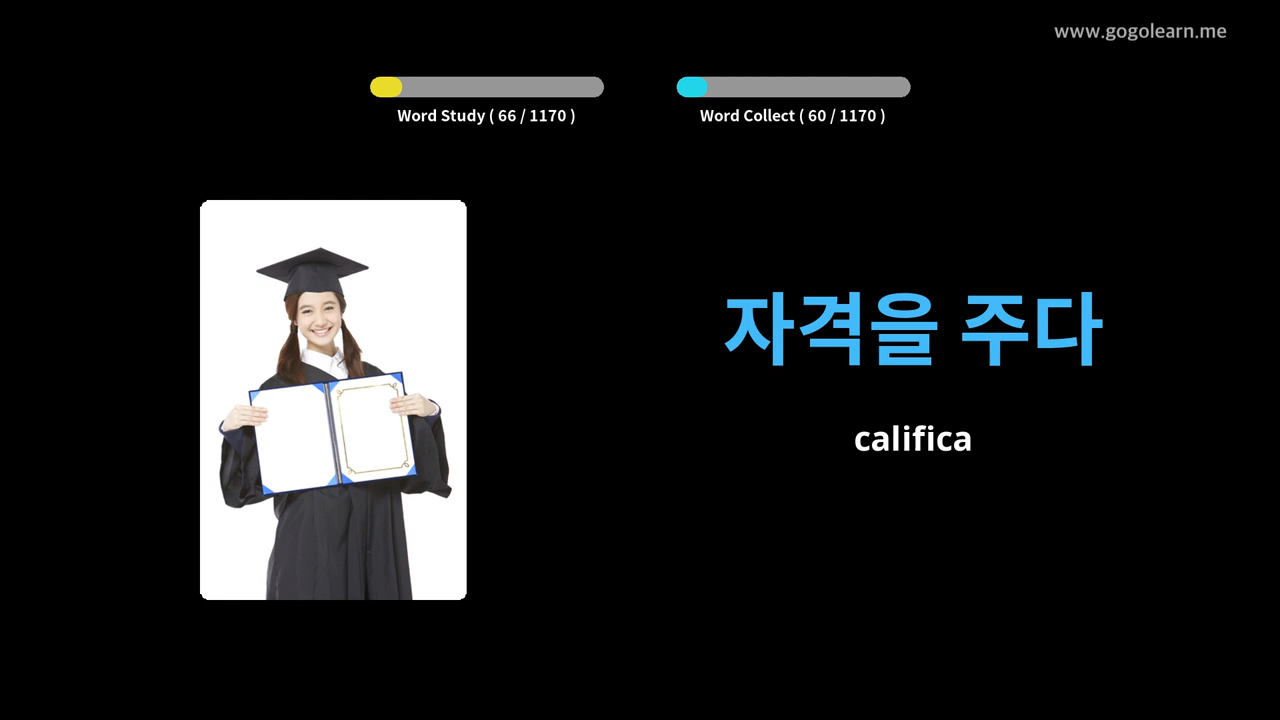 www.gogolearn.me
Word Study ( 66 / 1170 )
Word Collect ( 60 / 1170 )
자격을 주다
califica